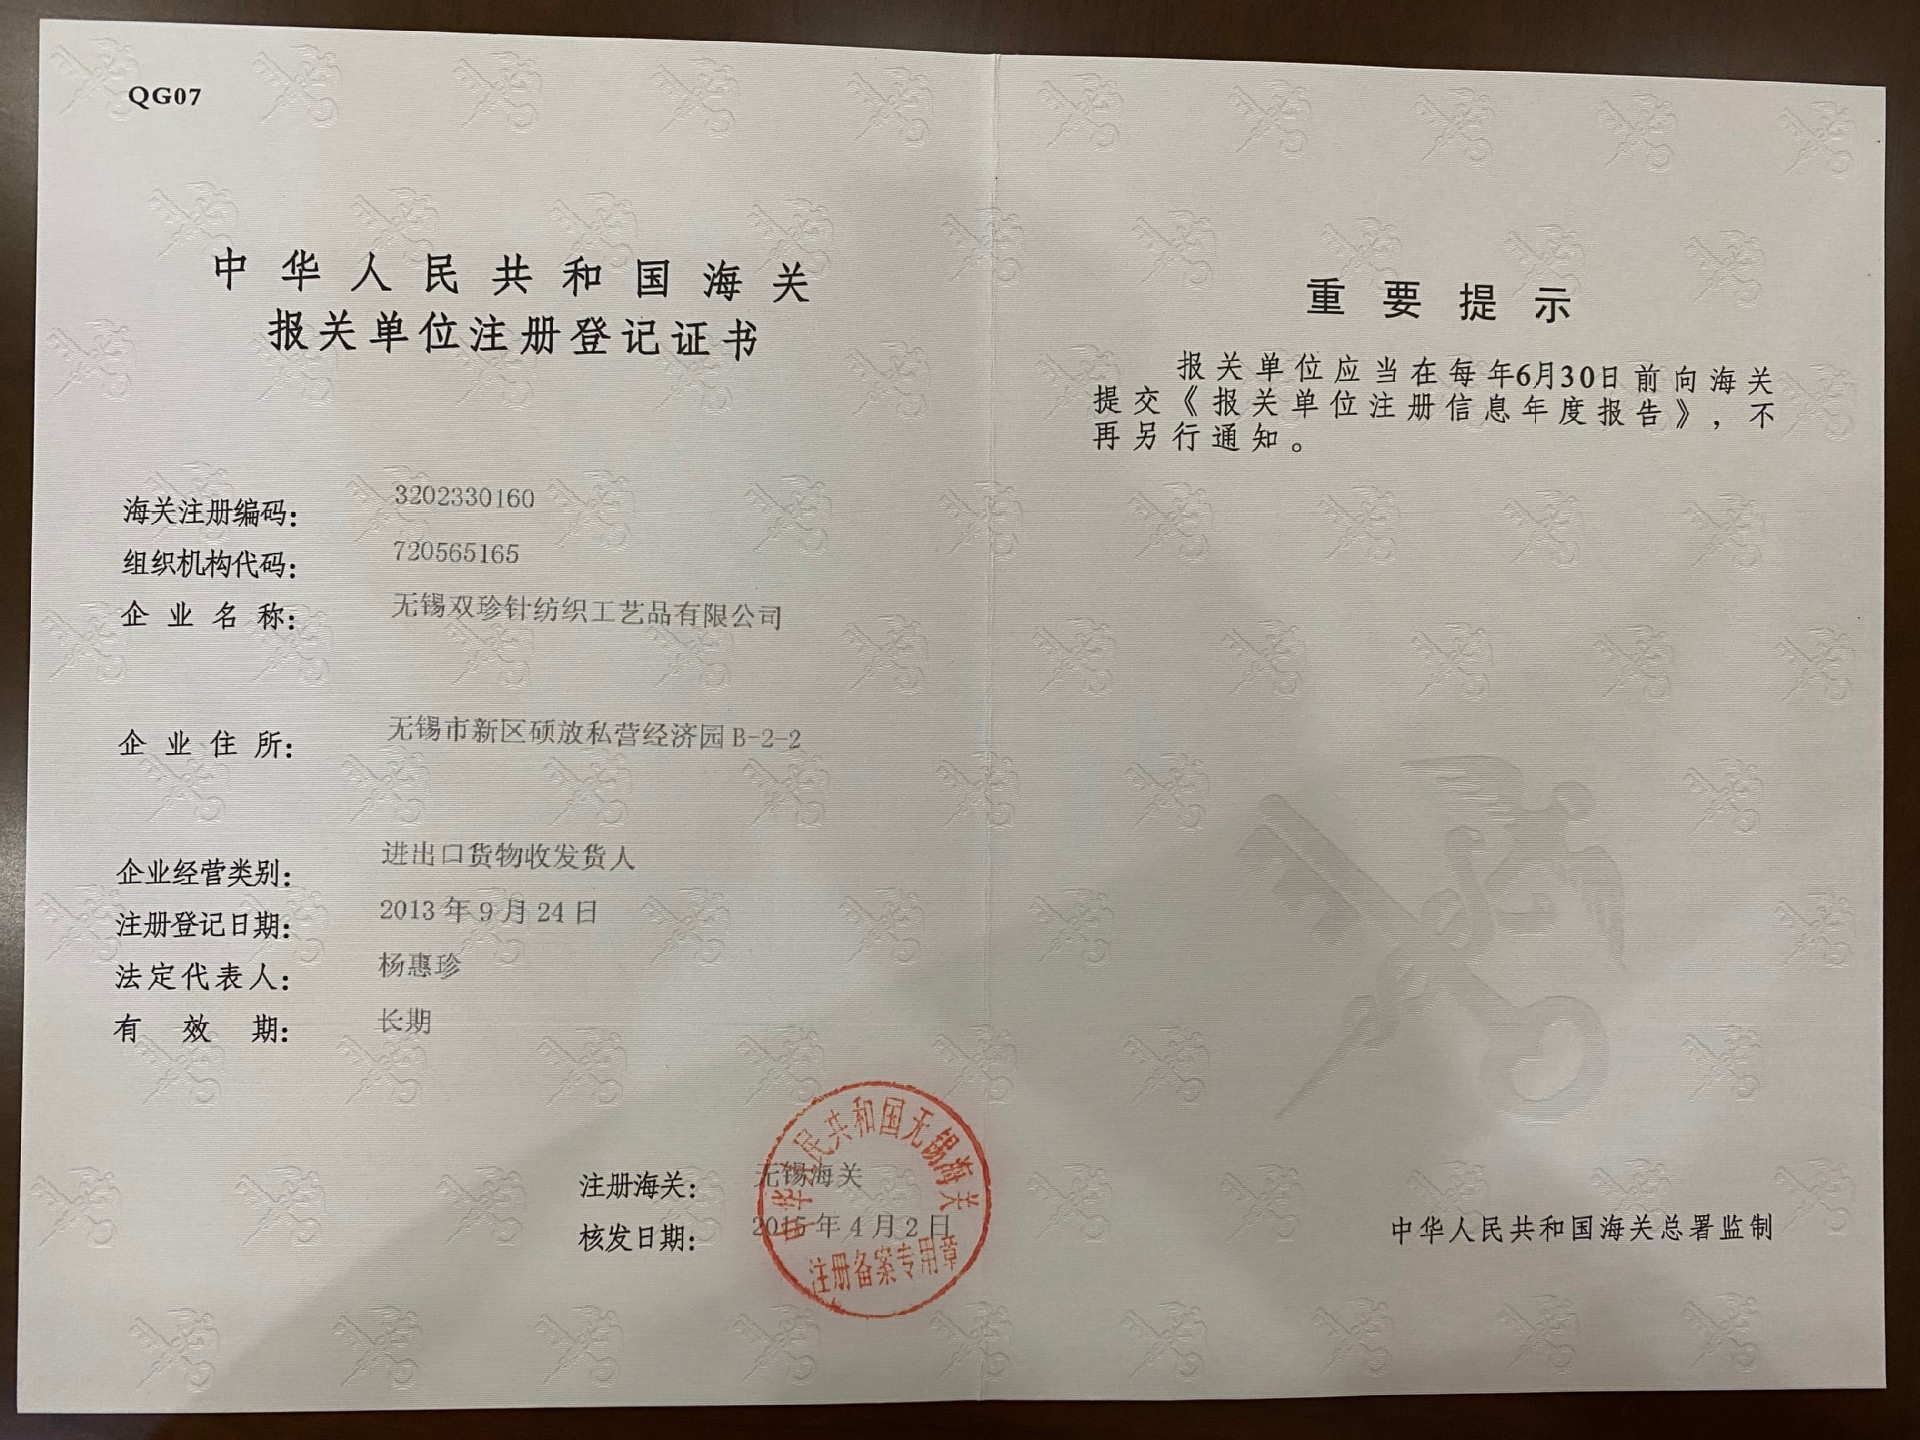 QG07
中华人民共和国海关
报关单位注册登记证书
海关注册编码： 3202330160
组织机构代码： 720565165
企业名称： 无锡双珍针纺织工艺品有限公司
企业住所： 无锡市新区硕放私营经济园B-2-2
企业经营类别： 进出口货物收发货人
注册登记日期： 2013年9月24日
法定代表人： 杨惠珍
有效期： 长期
注册海关： 无锡海关
核发日期： 2015年4月2日
中华人民共和国无锡海关
注册备案专用章
重要提示
报关单位应当在每年6月30日前向海关
提交《报关单位注册信息年度报告》，不
再另行通知。
中华人民共和国海关总署监制